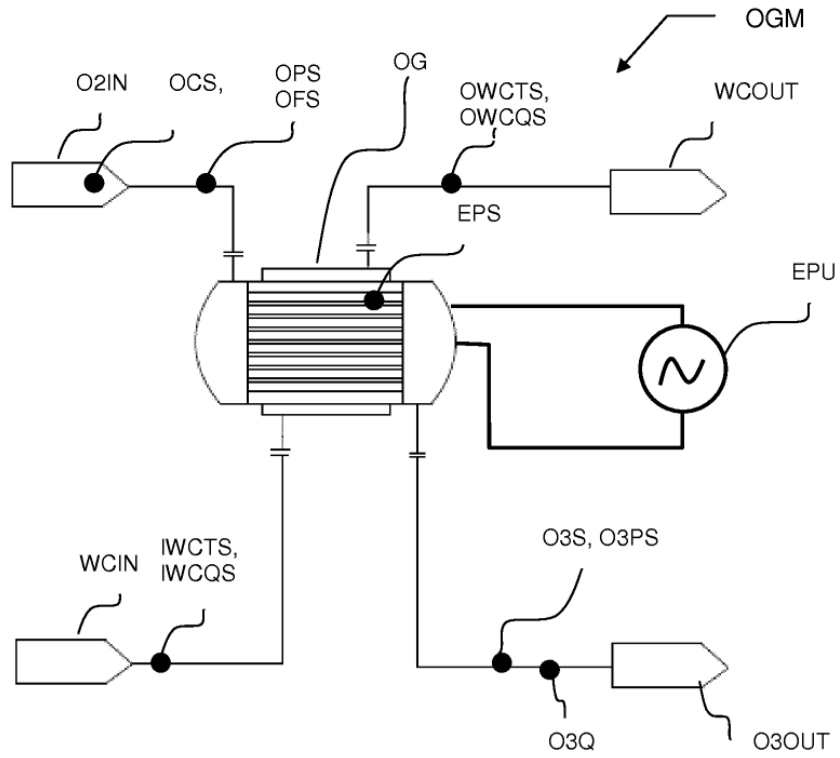 OGM
O2IN
OCS,
OPS
OFS
OG
OWCTS,
OWCQS
WCOUT
EPS
EPU
WCIN
IWCTS,
IWCQS
O3S, O3PS
O3Q
O3OUT